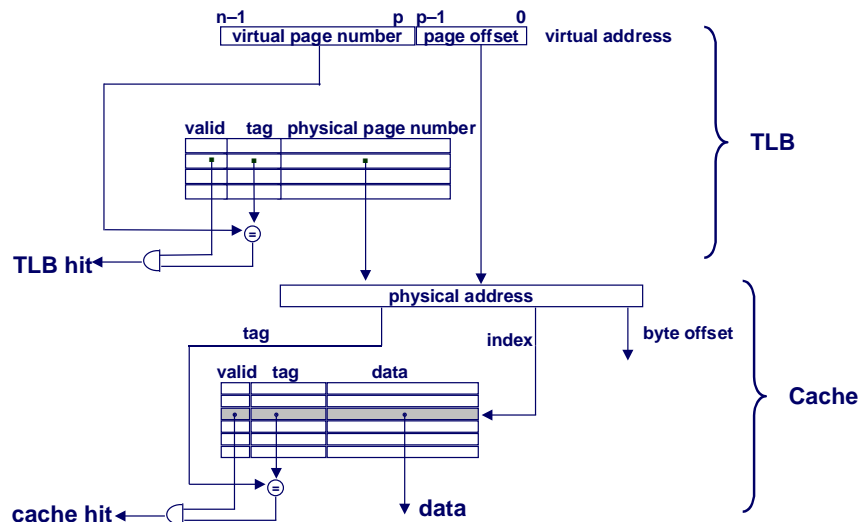 n–1 p p–1 0
virtual page number page offset virtual address
valid tag physical page number
TLB
=
TLB hit
physical address
tag index byte offset
valid tag data
Cache
=
cache hit data